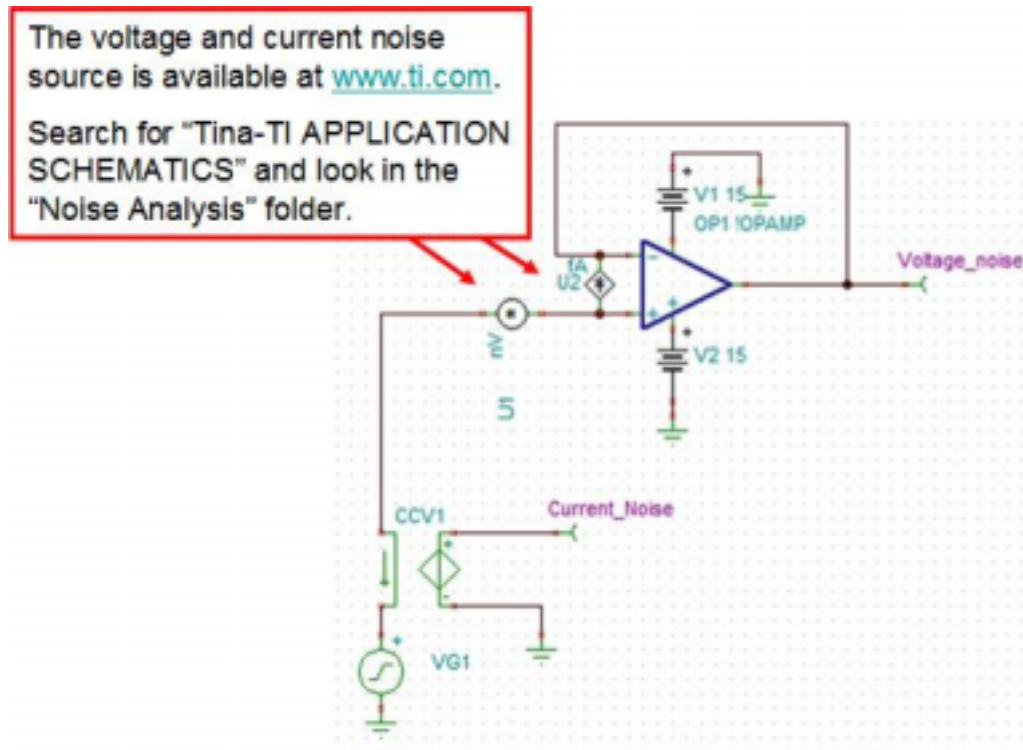 The voltage and current noise
source is available at www.ti.com.
Search for “Tina-TI APPLICATION
SCHEMATICS” and look in the
“Noise Analysis” folder.
V1 15
OP1 !OPAMP
Voltage_noise
fA
U2
nV
V2 15
U1
Current_Noise
CCV1
VG1